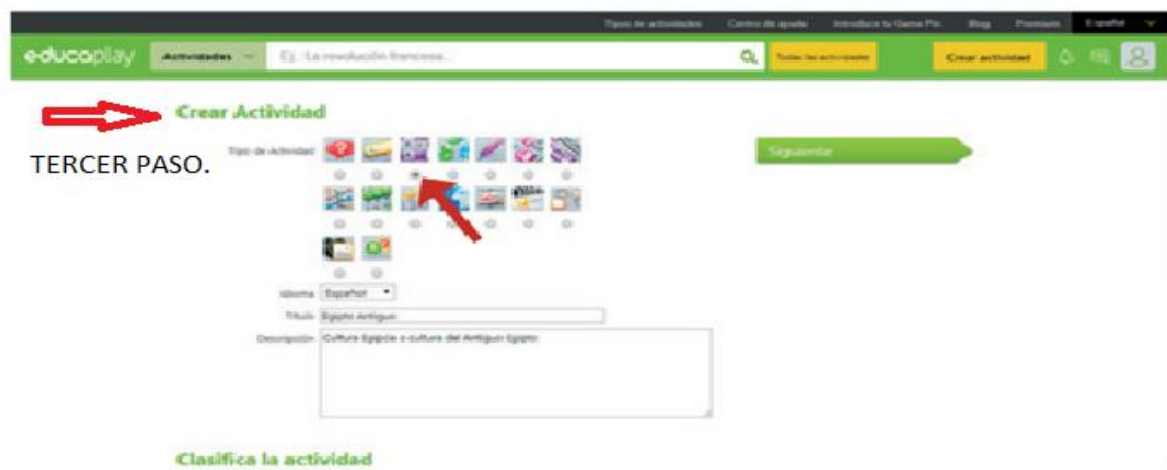 Tipos de actividades Centro de ayuda Introduce tu Game Pin Blog Premium Español
educaplay Actividades Ej.: La revolución francesa... Todas las actividades Crear actividad
Crear Actividad
TERCER PASO.
Tipo de Actividad
Siguiente
Idioma Español
Título Egipto Antiguo
Descripción Cultura Egipcia o cultura del Antiguo Egipto
Clasifica la actividad